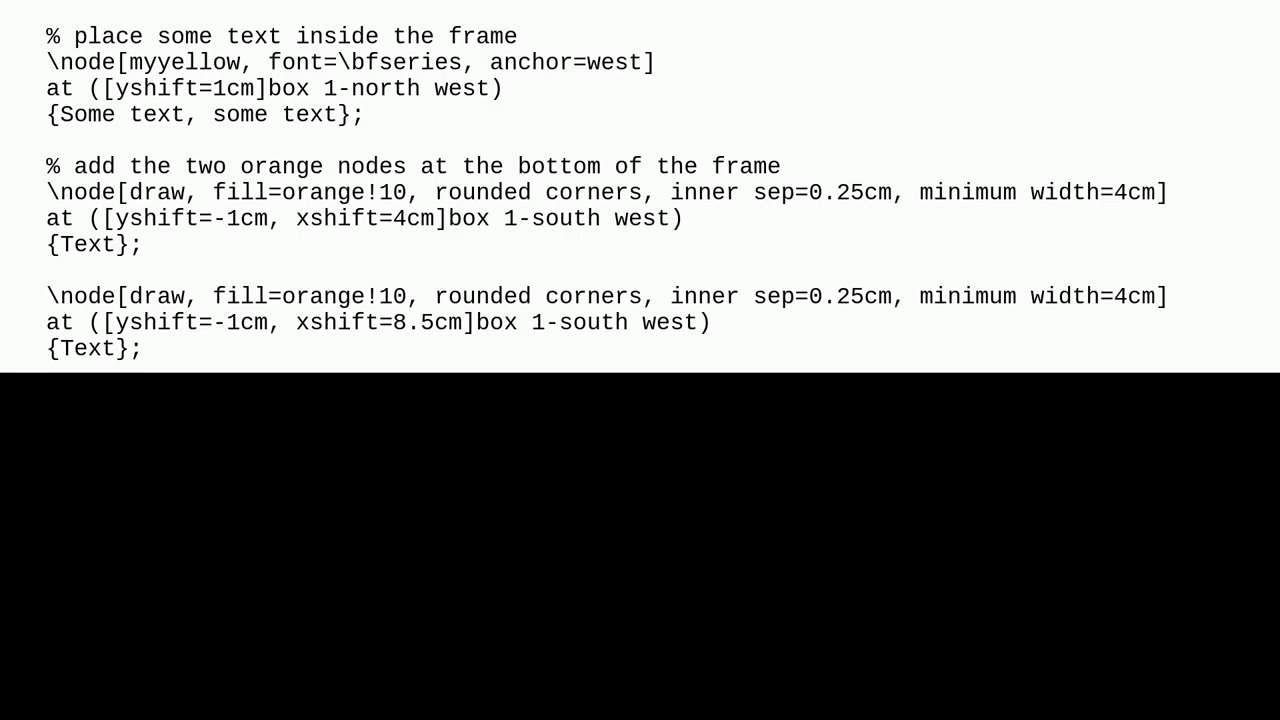 % place some text inside the frame
\node[myyellow, font=\bfseries, anchor=west]
at ([yshift=1cm]box 1-north west)
{Some text, some text};
% add the two orange nodes at the bottom of the frame
\node[draw, fill=orange!10, rounded corners, inner sep=0.25cm, minimum width=4cm]
at ([yshift=-1cm, xshift=4cm]box 1-south west)
{Text};
\node[draw, fill=orange!10, rounded corners, inner sep=0.25cm, minimum width=4cm]
at ([yshift=-1cm, xshift=8.5cm]box 1-south west)
{Text};